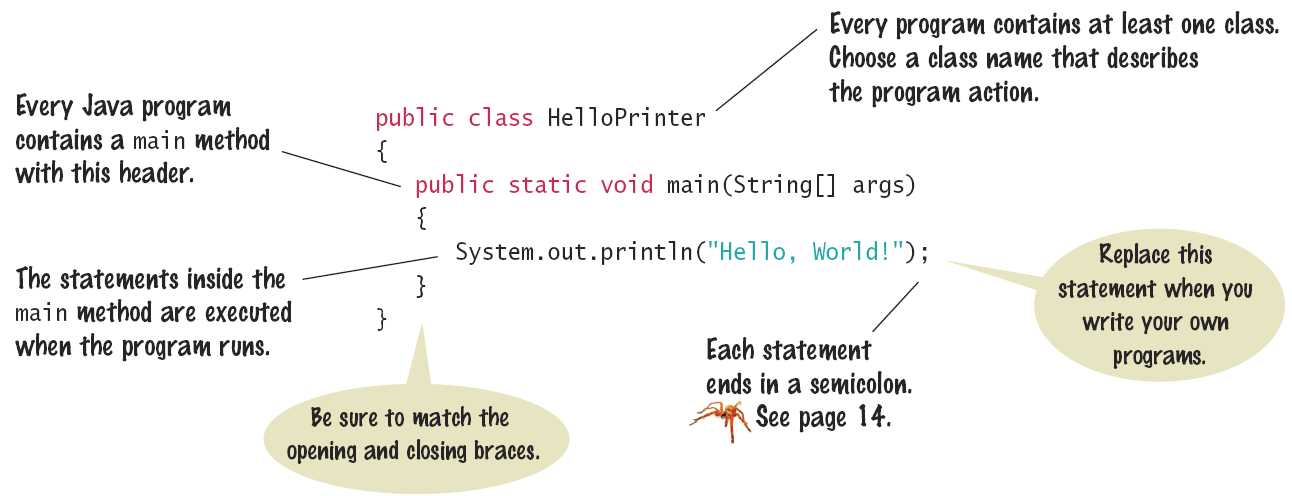 Every program contains at least one class.
Choose a class name that describes
the program action.
Every Java program
contains a main method
with this header.
public class HelloPrinter
{
public static void main(String[] args)
{
System.out.println("Hello, World!");
}
}
The statements inside the
main method are executed
when the program runs.
Replace this
statement when you
write your own
programs.
Each statement
ends in a semicolon.
See page 14.
Be sure to match the
opening and closing braces.